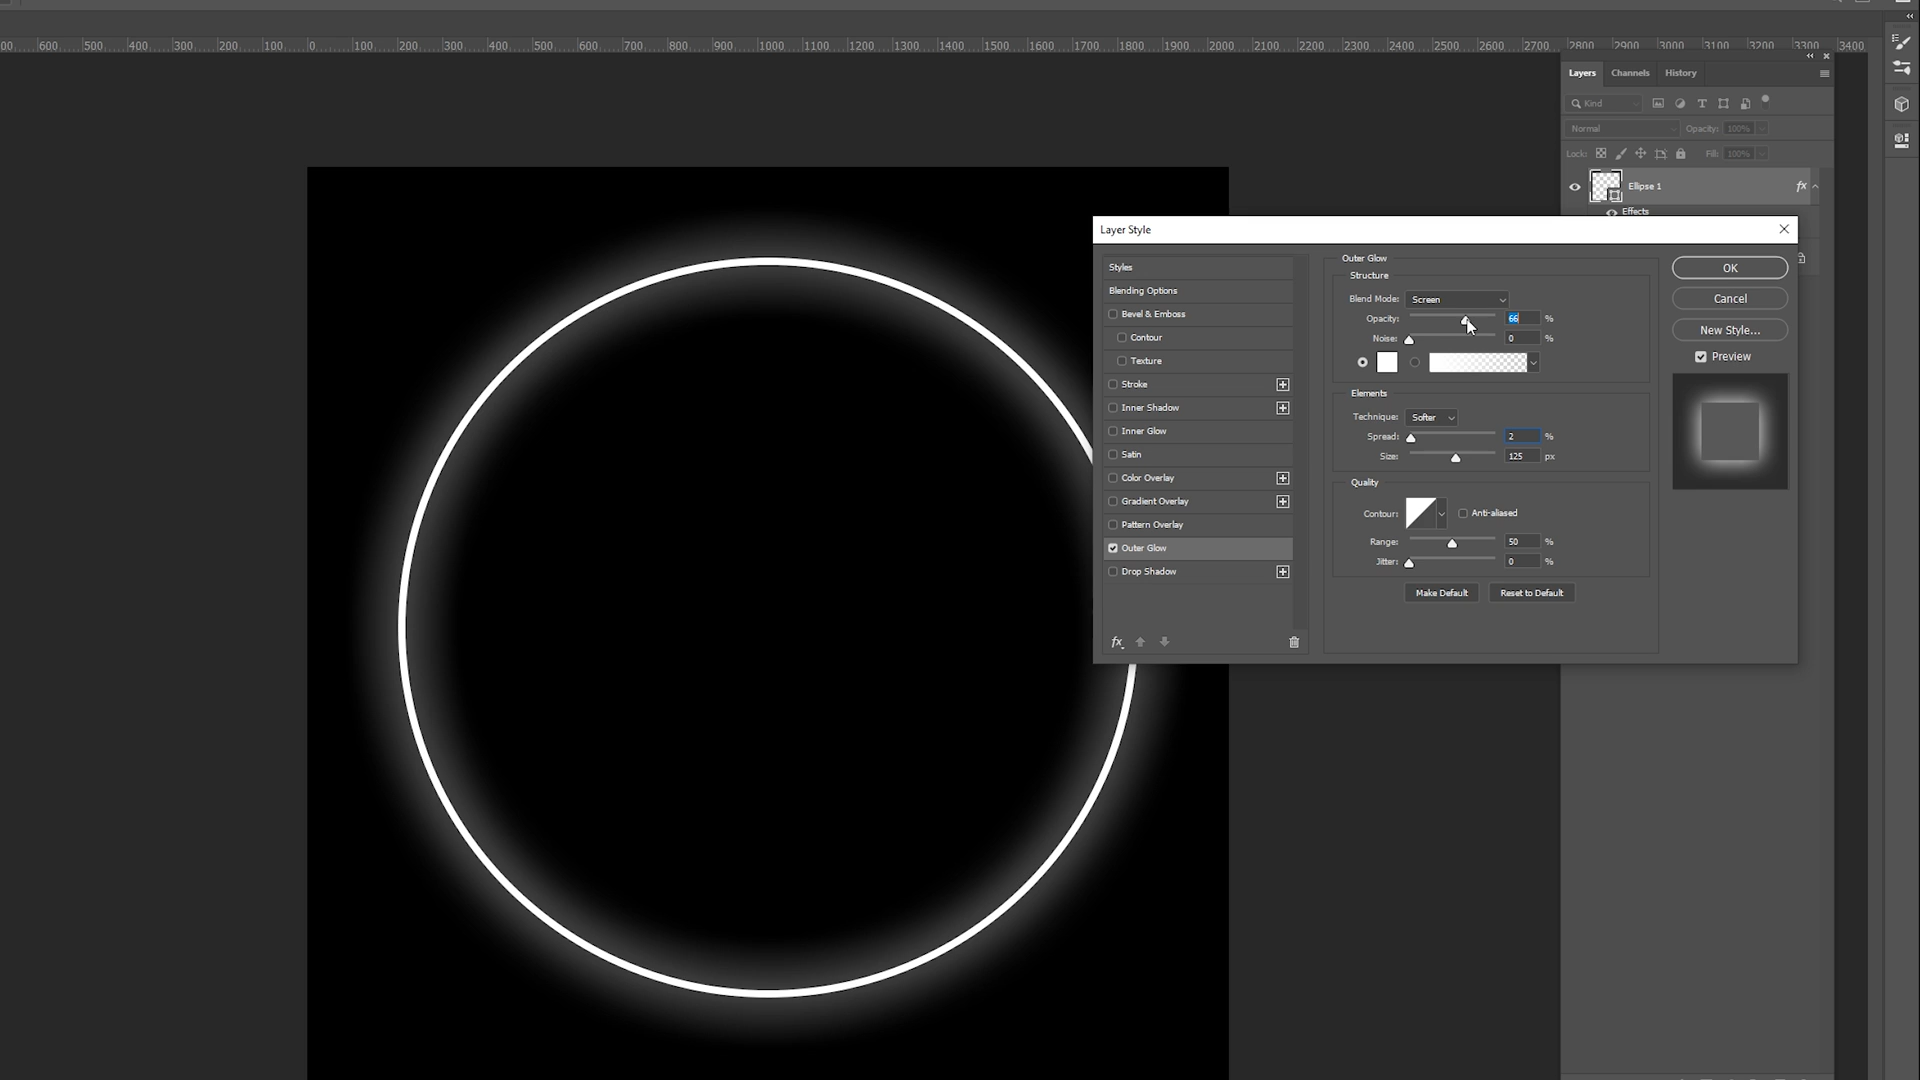 00 600 500 400 300 200 100 0 100 200 300 400 500 600 700 800 900 1000 1100 1200 1300 1400 1500 1600 1700 1800 1900 2000 2100 2200 2300 2400 2500 2600 2700 2800 2900 3000 3100 3200 3300 3400
Layers Channels History
Kind
Normal Opacity: 100%
Lock: Fill: 100%
Ellipse 1 fx
Effects
Layer Style
Styles
Blending Options
Bevel & Emboss
Contour
Texture
Stroke
Inner Shadow
Inner Glow
Satin
Color Overlay
Gradient Overlay
Pattern Overlay
Outer Glow
Drop Shadow
fx
Outer Glow
Structure
Blend Mode: Screen
Opacity: 66 %
Noise: 0 %
Elements
Technique: Softer
Spread: 2 %
Size: 125 px
Quality
Contour: Anti-aliased
Range: 50 %
Jitter: 0 %
Make Default Reset to Default
OK
Cancel
New Style...
Preview